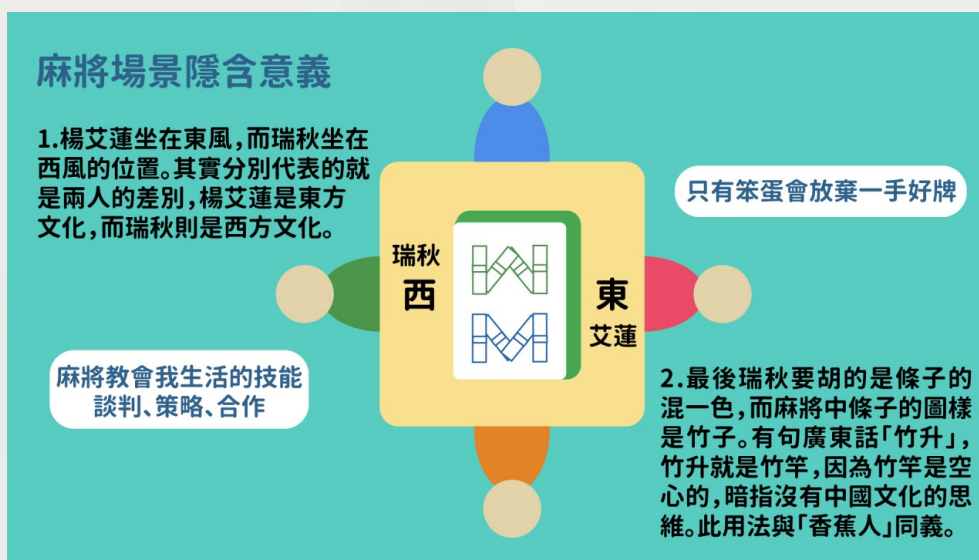 麻將場景隱含意義
1.楊艾蓮坐在東風,而瑞秋坐在
西風的位置。其實分別代表的就
是兩人的差別,楊艾蓮是東方
文化,而瑞秋則是西方文化。
只有笨蛋會放棄一手好牌
瑞秋
西
東
艾蓮
麻將教會我生活的技能
談判、策略、合作
2.最後瑞秋要胡的是條子的
混一色,而麻將中條子的圖樣
是竹子。有句廣東話「竹升」,
竹升就是竹竿,因為竹竿是空
心的,暗指沒有中國文化的思
維。此用法與「香蕉人」同義。